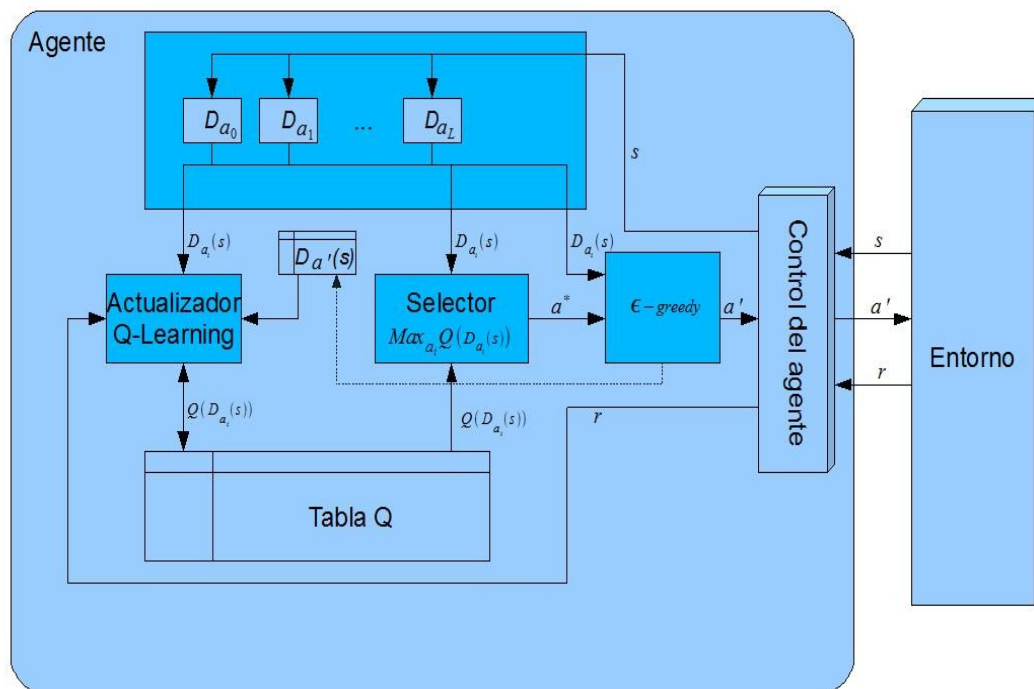 Agente
D_{a_0}
D_{a_1}
...
D_{a_L}
s
D_{a_i}(s)
D_{a'}(s)
D_{a_i}(s)
D_{a_i}(s)
Actualizador
Q-Learning
Selector
Max_{a_i} Q(D_{a_i}(s))
a*
ϵ-greedy
a'
Control del agente
s
a'
r
Entorno
Q(D_{a_i}(s))
Q(D_{a_i}(s))
r
Tabla Q